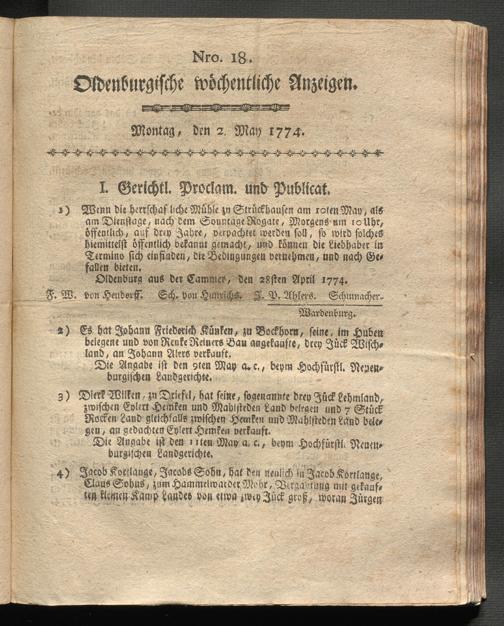 Nro. 18.
Oldenburgische wöchentliche Anzeigen.
Montag, den 2. May 1774.
I. Gerichtl. Proclam. und Publicat.
1) Wenn die herrschaf liche Mühle zu Strückhausen am 10ten May, als
am Dienstage, nach dem Sonntage Rogate, Morgens um 10 Uhr,
öffentlich, auf drey Jahre, verpachtet werden soll, so wird solches
hiemittelst öffentlich bekannt gemacht, und können die Liebhaber in
Termino sich einfinden, die Bedingungen vernehmen, und nach Ge-
fallen bieten.
Oldenburg aus der Cammer, den 28sten April 1774.
F. W. von Hendorff. Sch. von Hinrichs. J. P. Ahlers. Schumacher.
Wardenburg.
2) Es hat Johann Friederich Künken, zu Bockhorn, seine, im Huben
belegene und von Renke Reiners Bau angekaufte, drey Jück Wisch-
land, an Johann Alers verkauft.
Die Angabe ist den 9ten May a. c., beym Hochfürstl. Neuen-
burgischen Landgerichte.
3) Dierk Wilken, zu Driefel, hat seine, sogenannte drey Jück Lehmland,
zwischen Eylert Hemken und Mahlsteden Land belegen und 7 Stück
Rocken Land gleichfalls zwischen Hemken und Mahlsteden Land bele-
gen, an gedachten Eylert Hemken verkauft.
Die Angabe ist den 11ten May a. c., beym Hochfürstl. Neuen-
burgischen Landgerichte.
4) Jacob Kortlange, Jacobs Sohn, hat den neulich in Jacob Kortlange,
Claus Sohns, zum Hammelwarder Mohr, Vergantung mit gekauf-
ten kleinen Kamp Landes von etwa zwey Jück groß, woran Jürgen